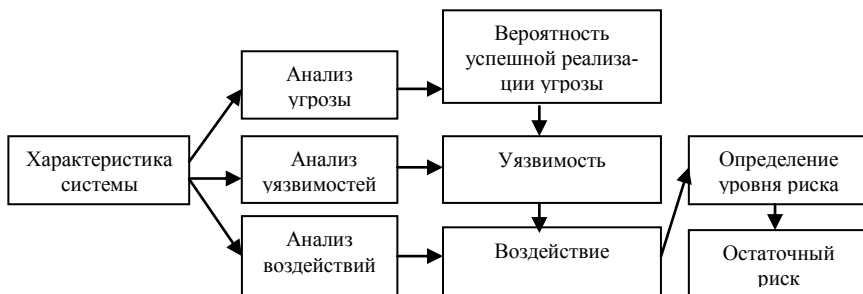 Вероятность
успешной реализа-
ции угрозы
Анализ
угрозы
Характеристика
системы
Анализ
уязвимостей
Уязвимость
Определение
уровня риска
Анализ
воздействий
Воздействие
Остаточный
риск